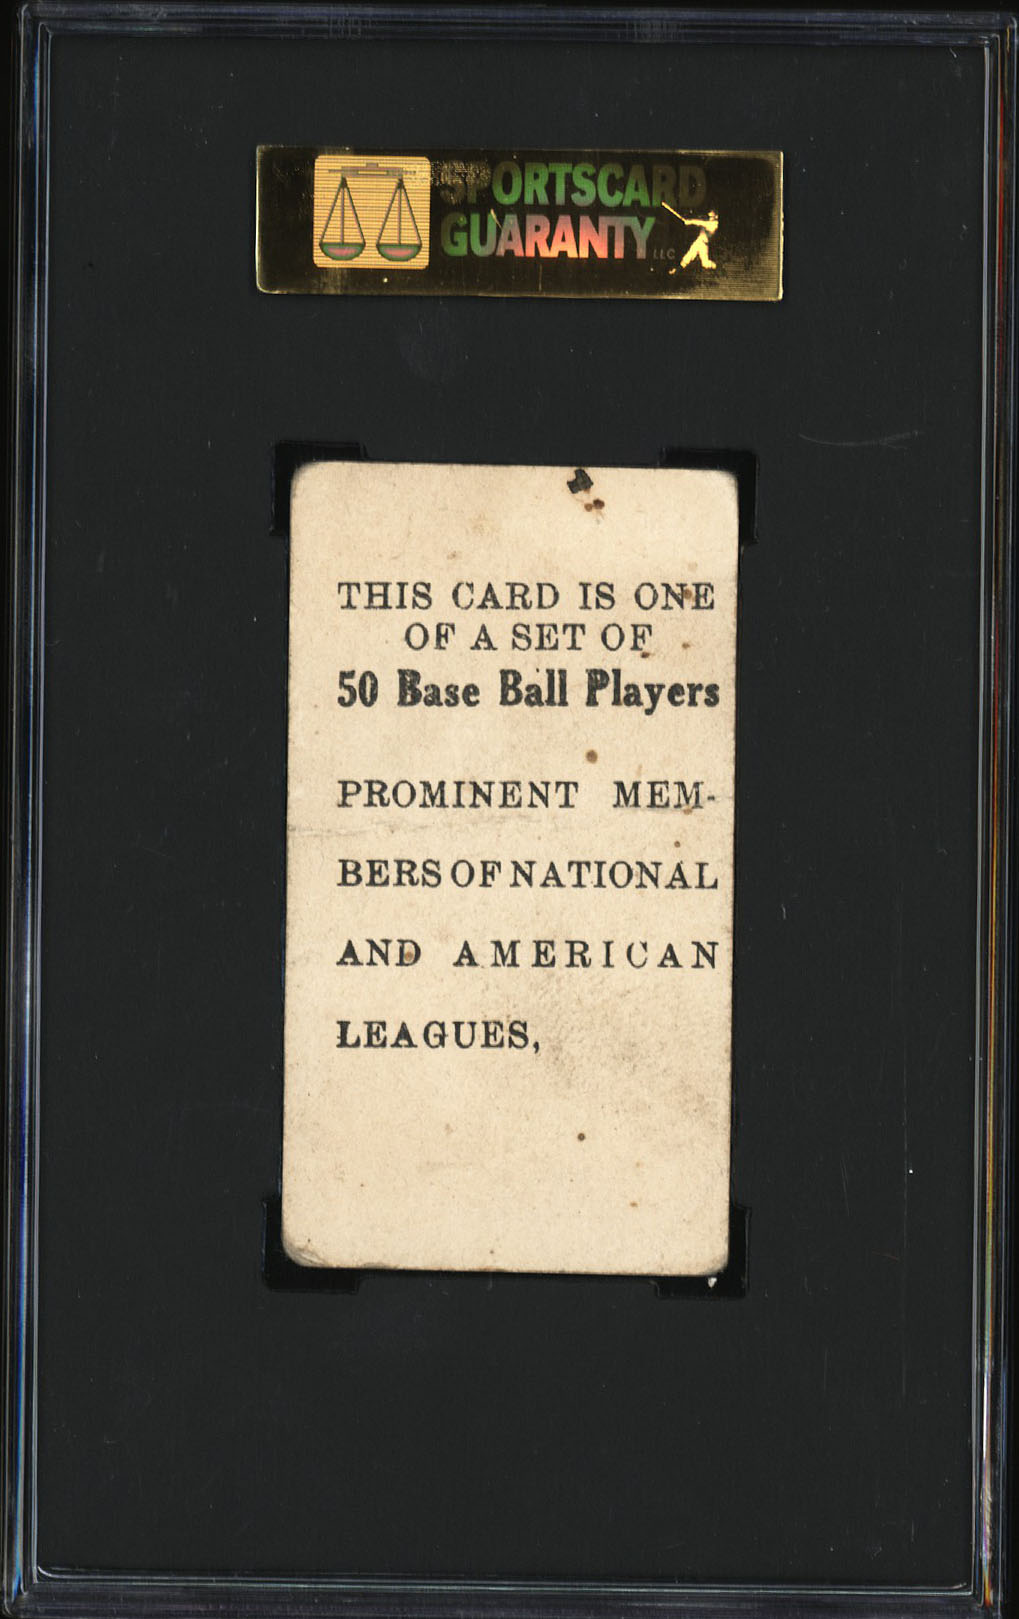 SPORTSCARD
GUARANTY LLC
THIS CARD IS ONE
OF A SET OF
50 Base Ball Players
PROMINENT MEM-
BERS OF NATIONAL
AND AMERICAN
LEAGUES,